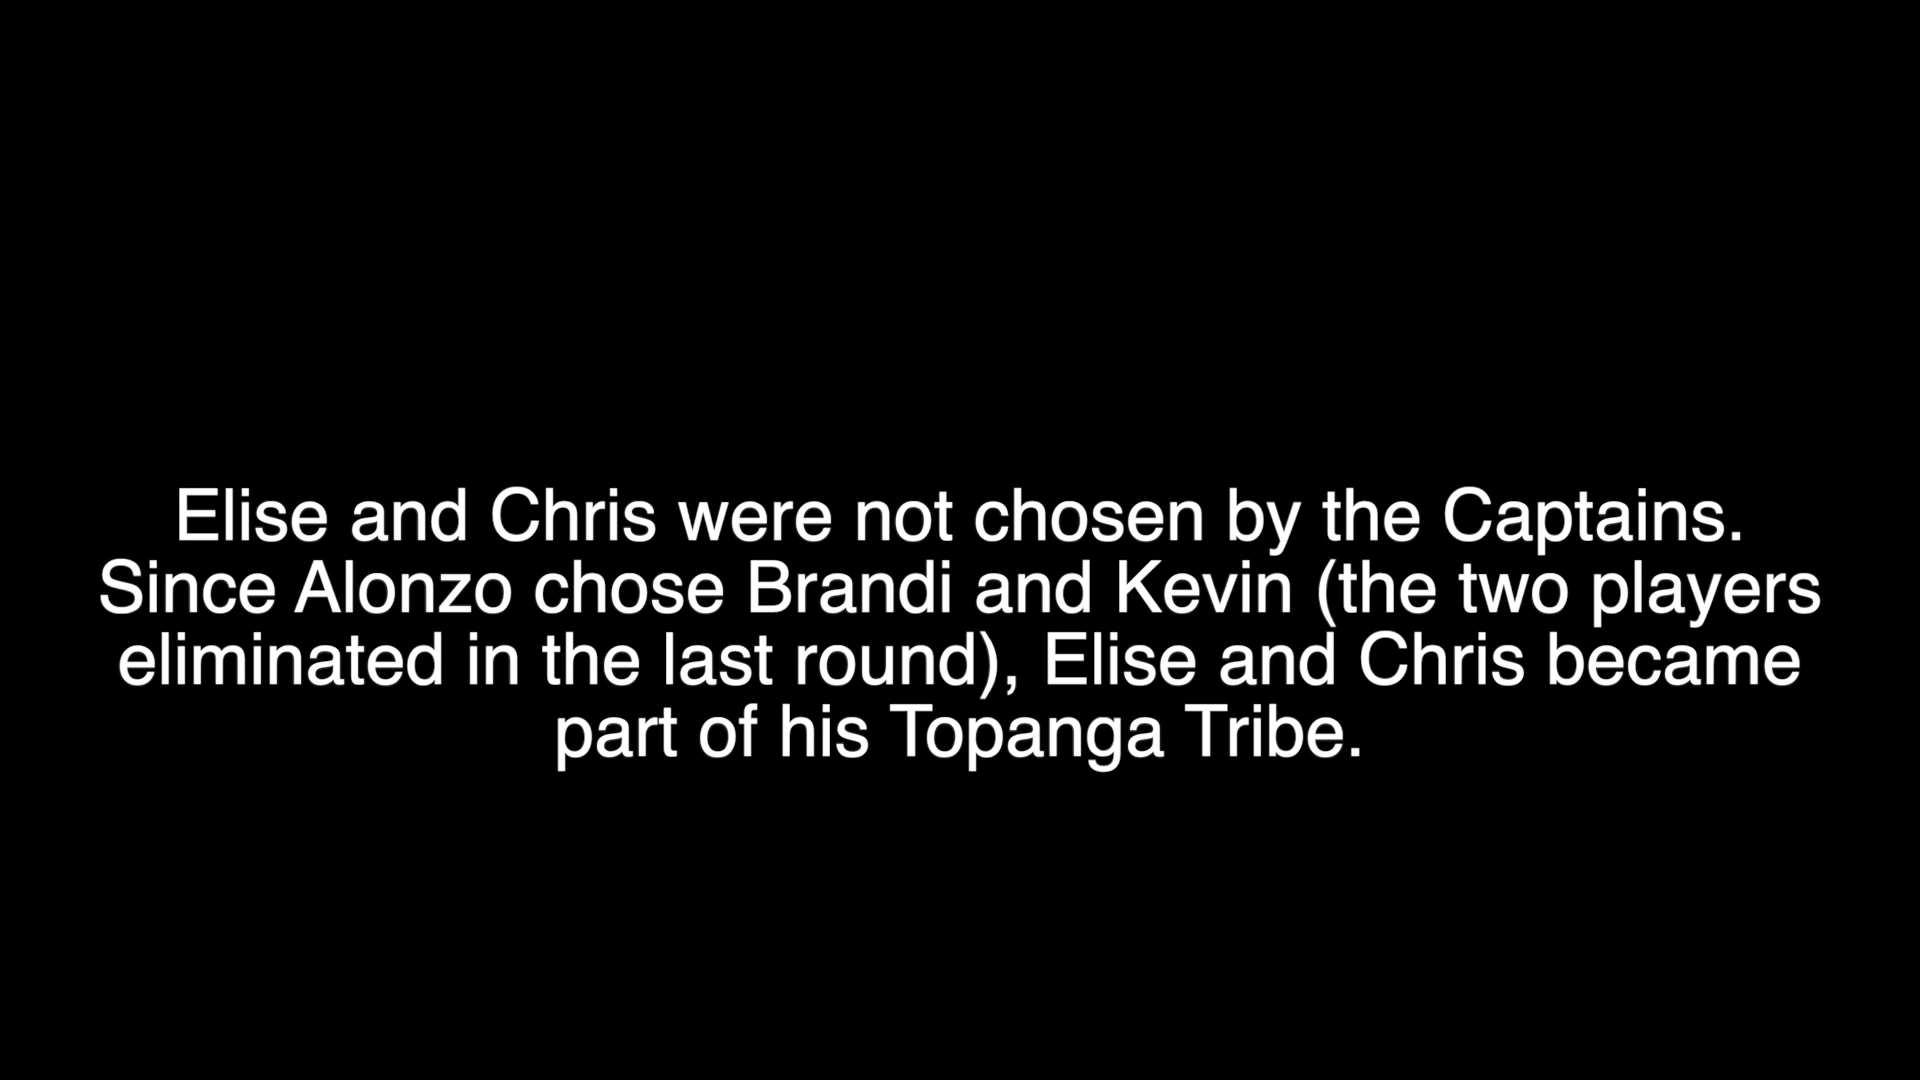 Elise and Chris were not chosen by the Captains.
Since Alonzo chose Brandi and Kevin (the two players
eliminated in the last round), Elise and Chris became
part of his Topanga Tribe.